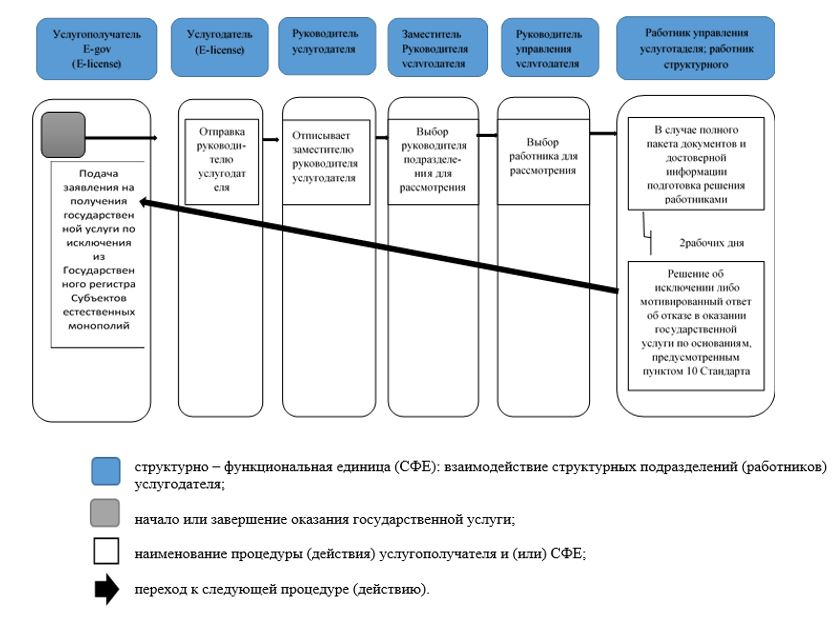 Услугополучатель
E-gov
(E-license)
Услугодатель
(E-license)
Руководитель
услугодателя
Заместитель
Руководителя
услугодателя
Руководитель
управления
услугодателя
Работник управления
услуготаделя; работник
структурного
Подача
заявления на
получения
государствен
ной услуги по
исключения
из
Государствен
ного регистра
Субъектов
естественных
монополий
Отправка
руководи-
телю
услугодат
еля
Отписывает
заместителю
руководителя
услугодателя
Выбор
руководителя
подразделе-
ния для
рассмотрения
Выбор
работника для
рассмотрения
В случае полного
пакета документов и
достоверной
информации
подготовка решения
работниками
2рабочих дня
Решение об
исключении либо
мотивированный ответ
об отказе в оказании
государственной
услуги по основаниям,
предусмотренным
пунктом 10 Стандарта
структурно – функциональная единица (СФЕ): взаимодействие структурных подразделений (работников)
услугодателя;
начало или завершение оказания государственной услуги;
наименование процедуры (действия) услугополучателя и (или) СФЕ;
переход к следующей процедуре (действию).